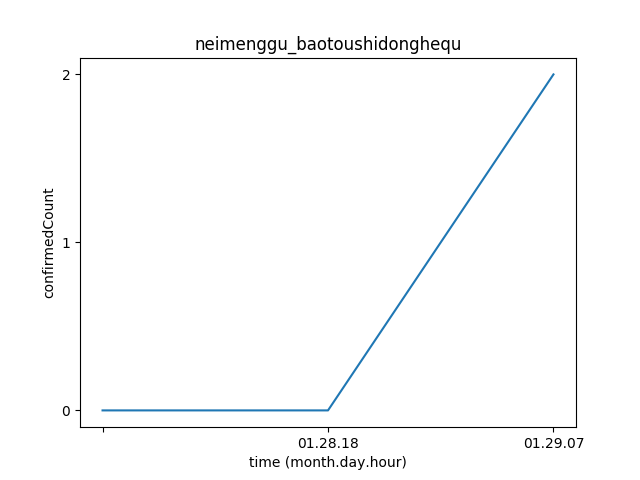 neimenggu_baotoushidonghequ
2
1
0
confirmedCount
01.28.18
01.29.07
time (month.day.hour)